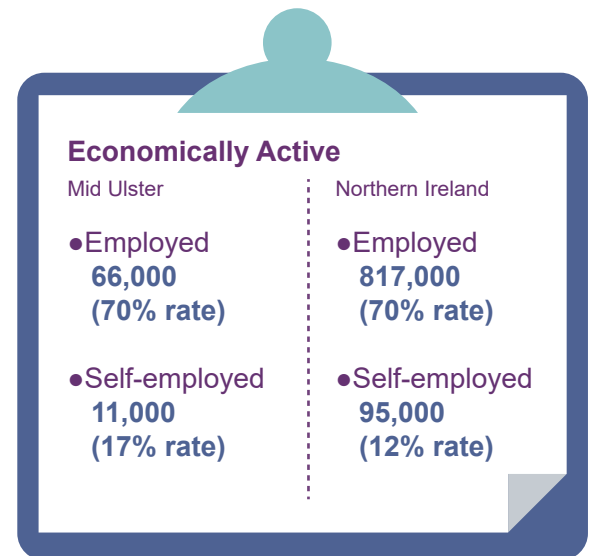 Economically Active
Mid Ulster
●Employed
66,000
(70% rate)
●Self-employed
11,000
(17% rate)
Northern Ireland
●Employed
817,000
(70% rate)
●Self-employed
95,000
(12% rate)